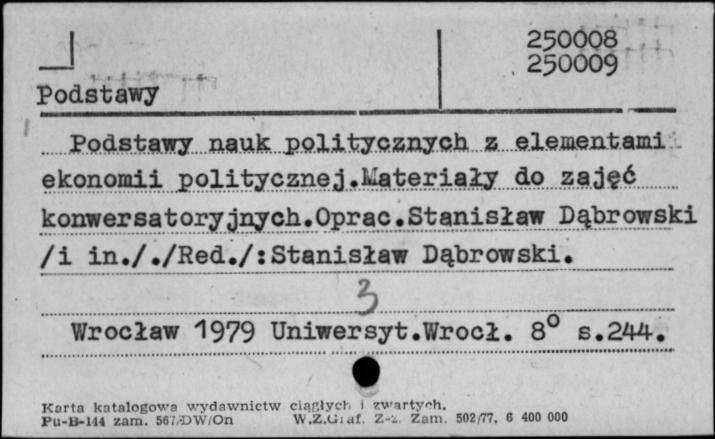 250008
250009
Podstawy
Podstawy nauk politycznych z elementami
ekonomii politycznej.Materiały do zajęć
konwersatoryjnych.Oprac.Stanisław Dąbrowski
/i in././Red./:Stanisław Dąbrowski.
3
Wrocław 1979 Uniwersyt.Wrocł. 8° s.244.
Karta katalogowa wydawnictw ciągłych i zwartych.
Pu-B-144 zam. 567/DW/On W.Z.Graf. Z-z. Zam. 502/77, 6 400 000